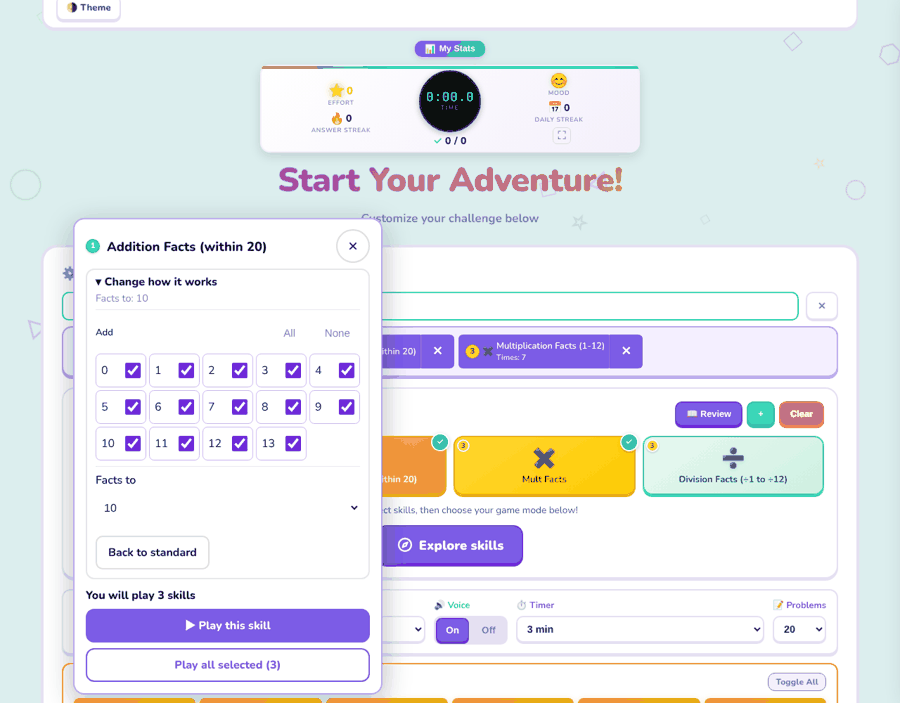 Theme
My Stats
0
EFFORT
0
ANSWER STREAK
0:00.0
TIME
0 / 0
MOOD
0
DAILY STREAK
Start Your Adventure!
Customize your challenge below
1 Addition Facts (within 20)
Change how it works
Facts to: 10
Add All None
0 1 2 3 4
5 6 7 8 9
10 11 12 13
Facts to
10
Back to standard
You will play 3 skills
Play this skill
Play all selected (3)
ithin 20)
3 Multiplication Facts (1-12)
Times: 7
Review + Clear
thin 20)
3
Mult Facts
3
Division Facts (÷1 to ÷12)
ct skills, then choose your game mode below!
Explore skills
Voice Timer Problems
On Off 3 min 20
Toggle All